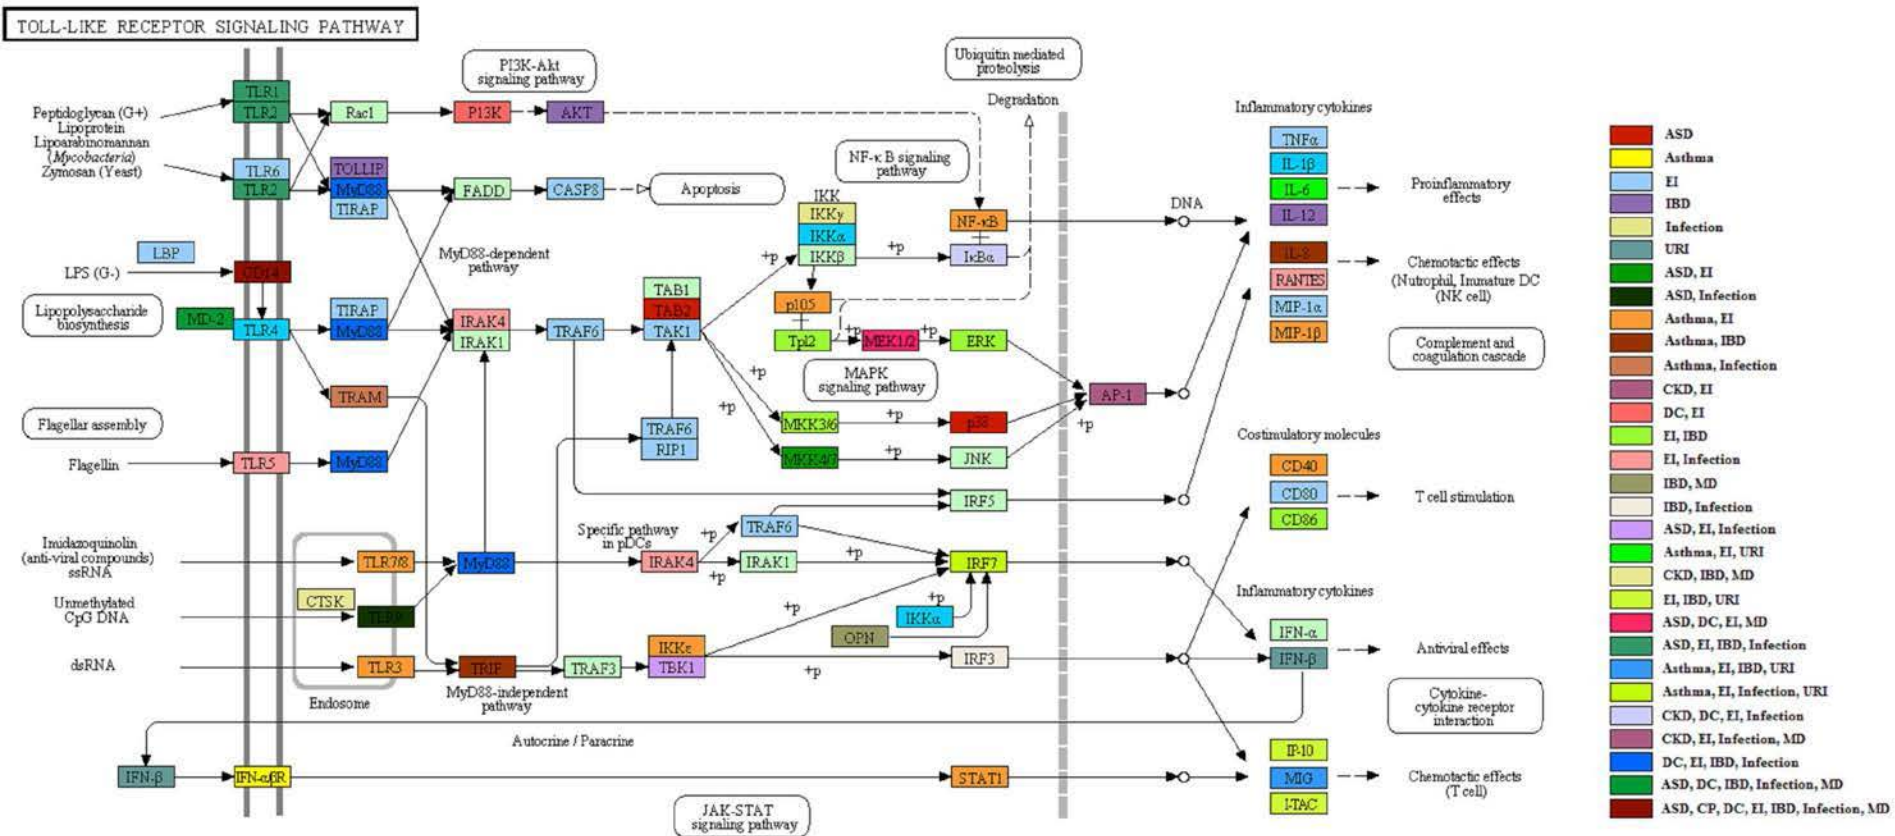 TOLL-LIKE RECEPTOR SIGNALING PATHWAY
PI3K-Akt
signaling pathway
Ubiquitin mediated
proteolysis
Degradation
Peptidoglycan (G+)
Lipoprotein
Lipoarabinomannan
(Mycobacteria)
Zymosan (Yeast)
TLR1
TLR2
Rac1
PI3K
AKT
TLR6
TLR2
TOLLIP
MyD88
TIRAP
FADD
CASP8
Apoptosis
NF-κB signaling
pathway
IKK
IKKγ
IKKα
IKKβ
NF-κB
IκBα
+p
+p
DNA
LBP
LPS (G-)
CD14
MyD88-dependent
pathway
Lipopolysaccharide
biosynthesis
MD-2
TLR4
TIRAP
MyD88
IRAK4
IRAK1
TRAF6
TAB1
TAB2
TAK1
p105
Tpl2
+p
MEK1/2
+p
ERK
MAPK
signaling pathway
TRAM
AP-1
+p
+p
+p
MKK3/6
+p
p38
MKK4/7
+p
JNK
Flagellar assembly
Flagellin
TLR5
MyD88
TRAF6
RIP1
IRF5
Imidazoquinolin
(anti-viral compounds)
ssRNA
TLR7/8
MyD88
Specific pathway
in pDCs
IRAK4
+p
TRAF6
+p
IRAK1
+p
IRF7
Unmethylated
CpG DNA
CTSK
TLR9
IKKα
+p
OPN
+p
dsRNA
TLR3
TRIF
TRAF3
IKKε
TBK1
+p
IRF3
Endosome
MyD88-independent
pathway
Autocrine / Paracrine
IFN-β
IFN-αβR
STAT1
JAK-STAT
signaling pathway
Inflammatory cytokines
TNFα
IL-1β
IL-6
IL-12
Proinflammatory
effects
IL-8
RANTES
MIP-1α
MIP-1β
Chemotactic effects
(Nutrophil, Immature DC
(NK cell)
Complement and
coagulation cascade
Costimulatory molecules
CD40
CD80
CD86
T cell stimulation
Inflammatory cytokines
IFN-α
IFN-β
Antiviral effects
Cytokine-
cytokine receptor
interaction
IP-10
MIG
I-TAC
Chemotactic effects
(T cell)
ASD
Asthma
EI
IBD
Infection
URI
ASD, EI
ASD, Infection
Asthma, EI
Asthma, IBD
Asthma, Infection
CKD, EI
DC, EI
EI, IBD
EI, Infection
IBD, MD
IBD, Infection
ASD, EI, Infection
Asthma, EI, URI
CKD, IBD, MD
EI, IBD, URI
ASD, DC, EI, MD
ASD, EI, IBD, Infection
Asthma, EI, IBD, URI
Asthma, EI, Infection, URI
CKD, DC, EI, Infection
CKD, EI, Infection, MD
DC, EI, IBD, Infection
ASD, DC, IBD, Infection, MD
ASD, CP, DC, EI, IBD, Infection, MD